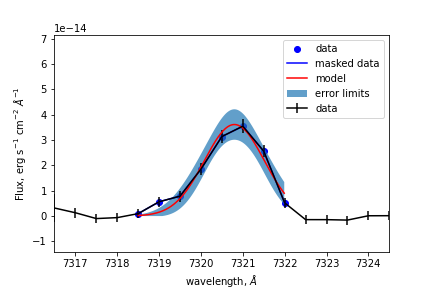 1e−14
7
6
5
4
3
2
1
0
−1
Flux, erg s⁻¹ cm⁻² Å⁻¹
data
masked data
model
error limits
data
7317 7318 7319 7320 7321 7322 7323 7324
wavelength, Å